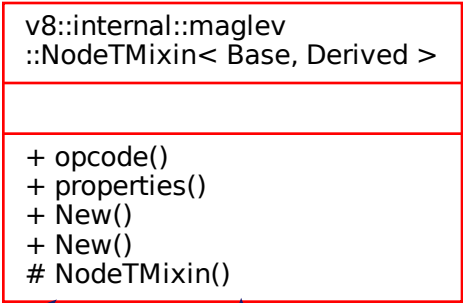 v8::internal::maglev
::NodeTMixin< Base, Derived >
+ opcode()
+ properties()
+ New()
+ New()
# NodeTMixin()